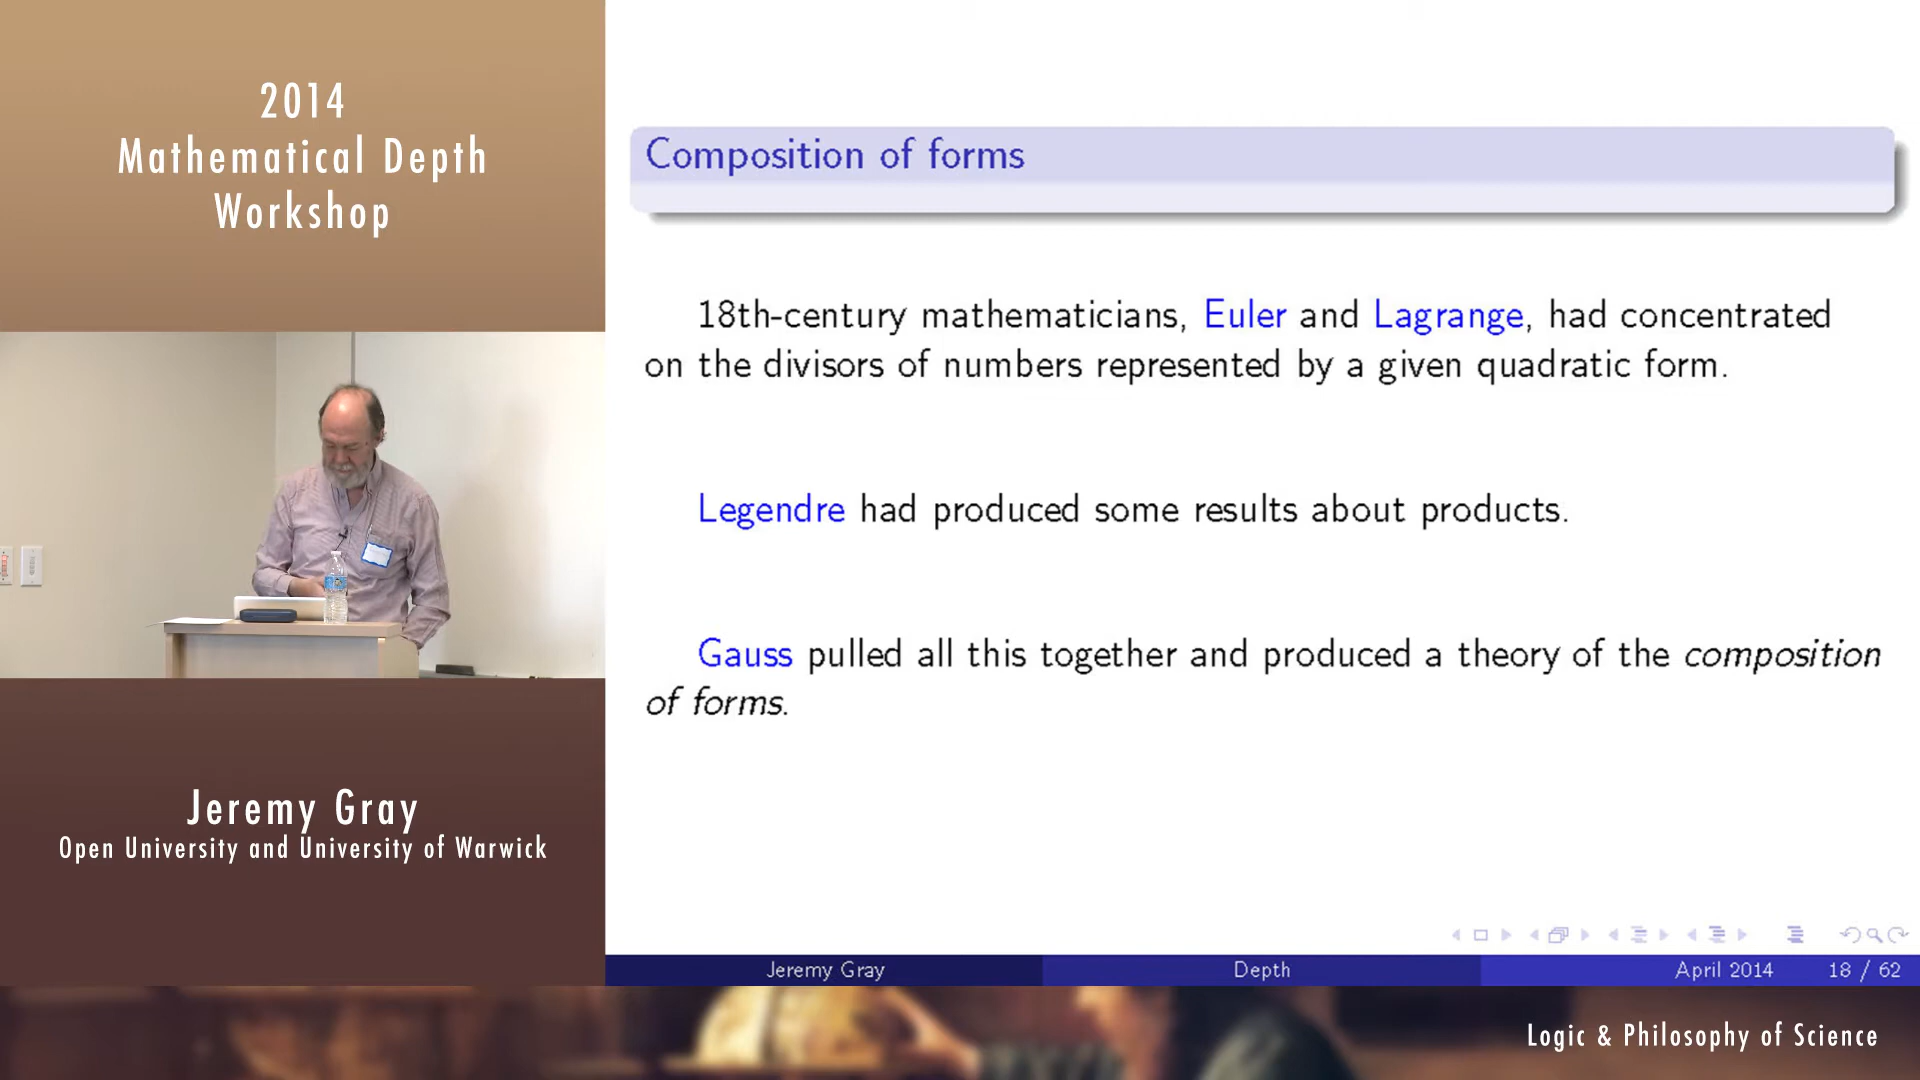 2014
Mathematical Depth
Workshop
Jeremy Gray
Open University and University of Warwick
Composition of forms
18th-century mathematicians, Euler and Lagrange, had concentrated
on the divisors of numbers represented by a given quadratic form.
Legendre had produced some results about products.
Gauss pulled all this together and produced a theory of the composition
of forms.
Jeremy Gray Depth April 2014 18 / 62
Logic & Philosophy of Science